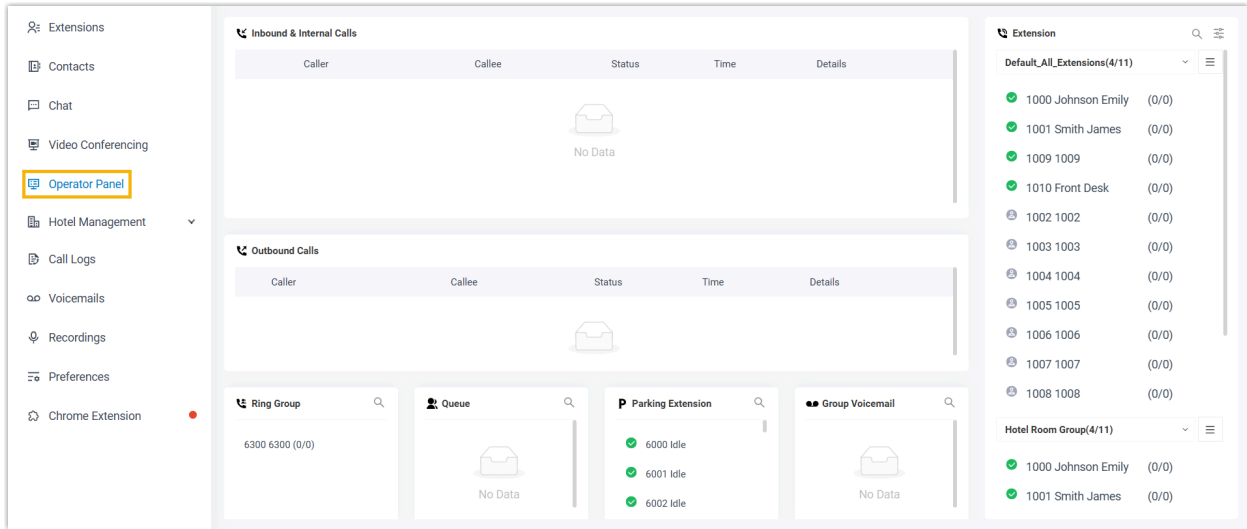 Extensions
Contacts
Chat
Video Conferencing
Operator Panel
Hotel Management
Call Logs
Voicemails
Recordings
Preferences
Chrome Extension
Inbound & Internal Calls
Caller Callee Status Time Details
No Data
Outbound Calls
Caller Callee Status Time Details
Ring Group
6300 6300 (0/0)
Queue
No Data
P Parking Extension
6000 Idle
6001 Idle
6002 Idle
Group Voicemail
No Data
Extension
Default_All_Extensions(4/11)
1000 Johnson Emily (0/0)
1001 Smith James (0/0)
1009 1009 (0/0)
1010 Front Desk (0/0)
1002 1002 (0/0)
1003 1003 (0/0)
1004 1004 (0/0)
1005 1005 (0/0)
1006 1006 (0/0)
1007 1007 (0/0)
1008 1008 (0/0)
Hotel Room Group(4/11)
1000 Johnson Emily (0/0)
1001 Smith James (0/0)